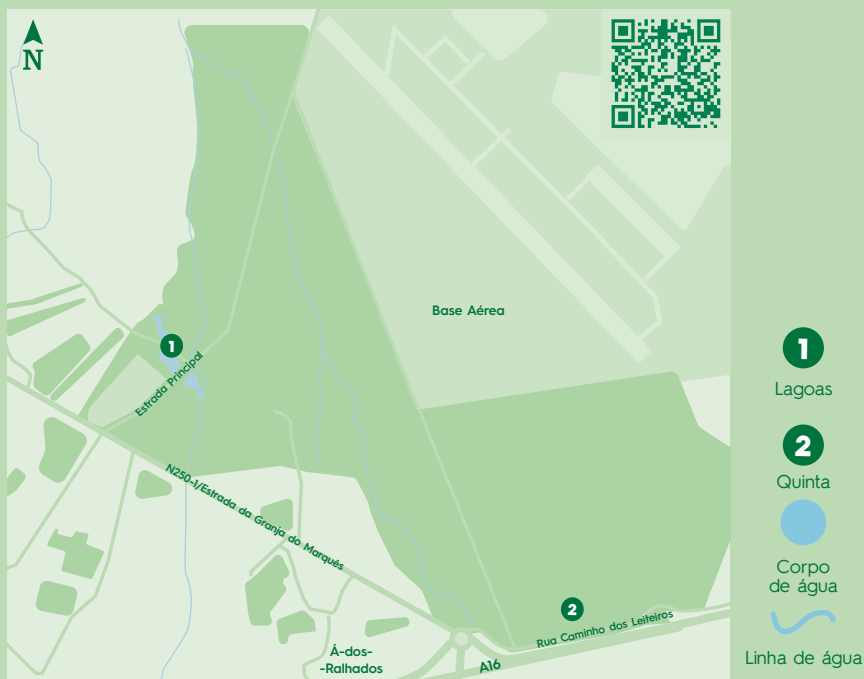 N
Base Aérea
1
Estrada Principal
N250-1/Estrada da Granja do Marquês
2
Rua Caminho dos Leiteiros
Á-dos-
-Ralhados
A16
1
Lagoas
2
Quinta
Corpo
de água
Linha de água